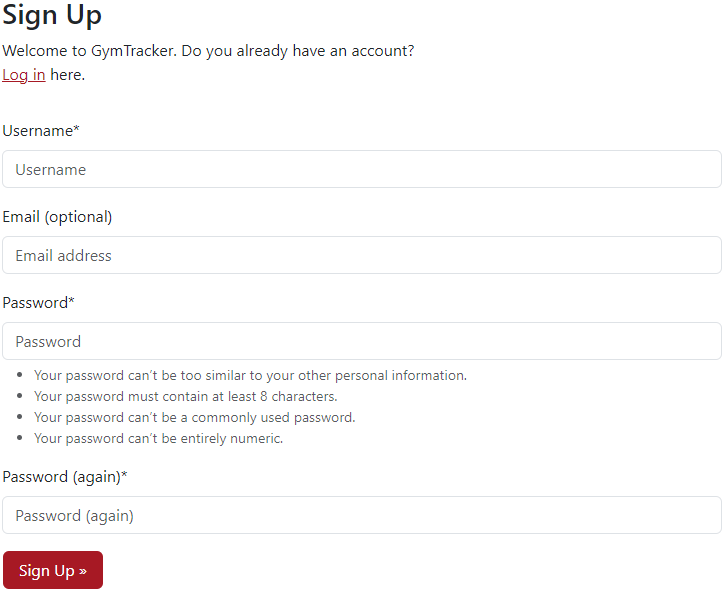 Sign Up
Welcome to GymTracker. Do you already have an account?
Log in here.
Username*
Username
Email (optional)
Email address
Password*
Password
• Your password can’t be too similar to your other personal information.
• Your password must contain at least 8 characters.
• Your password can’t be a commonly used password.
• Your password can’t be entirely numeric.
Password (again)*
Password (again)
Sign Up »